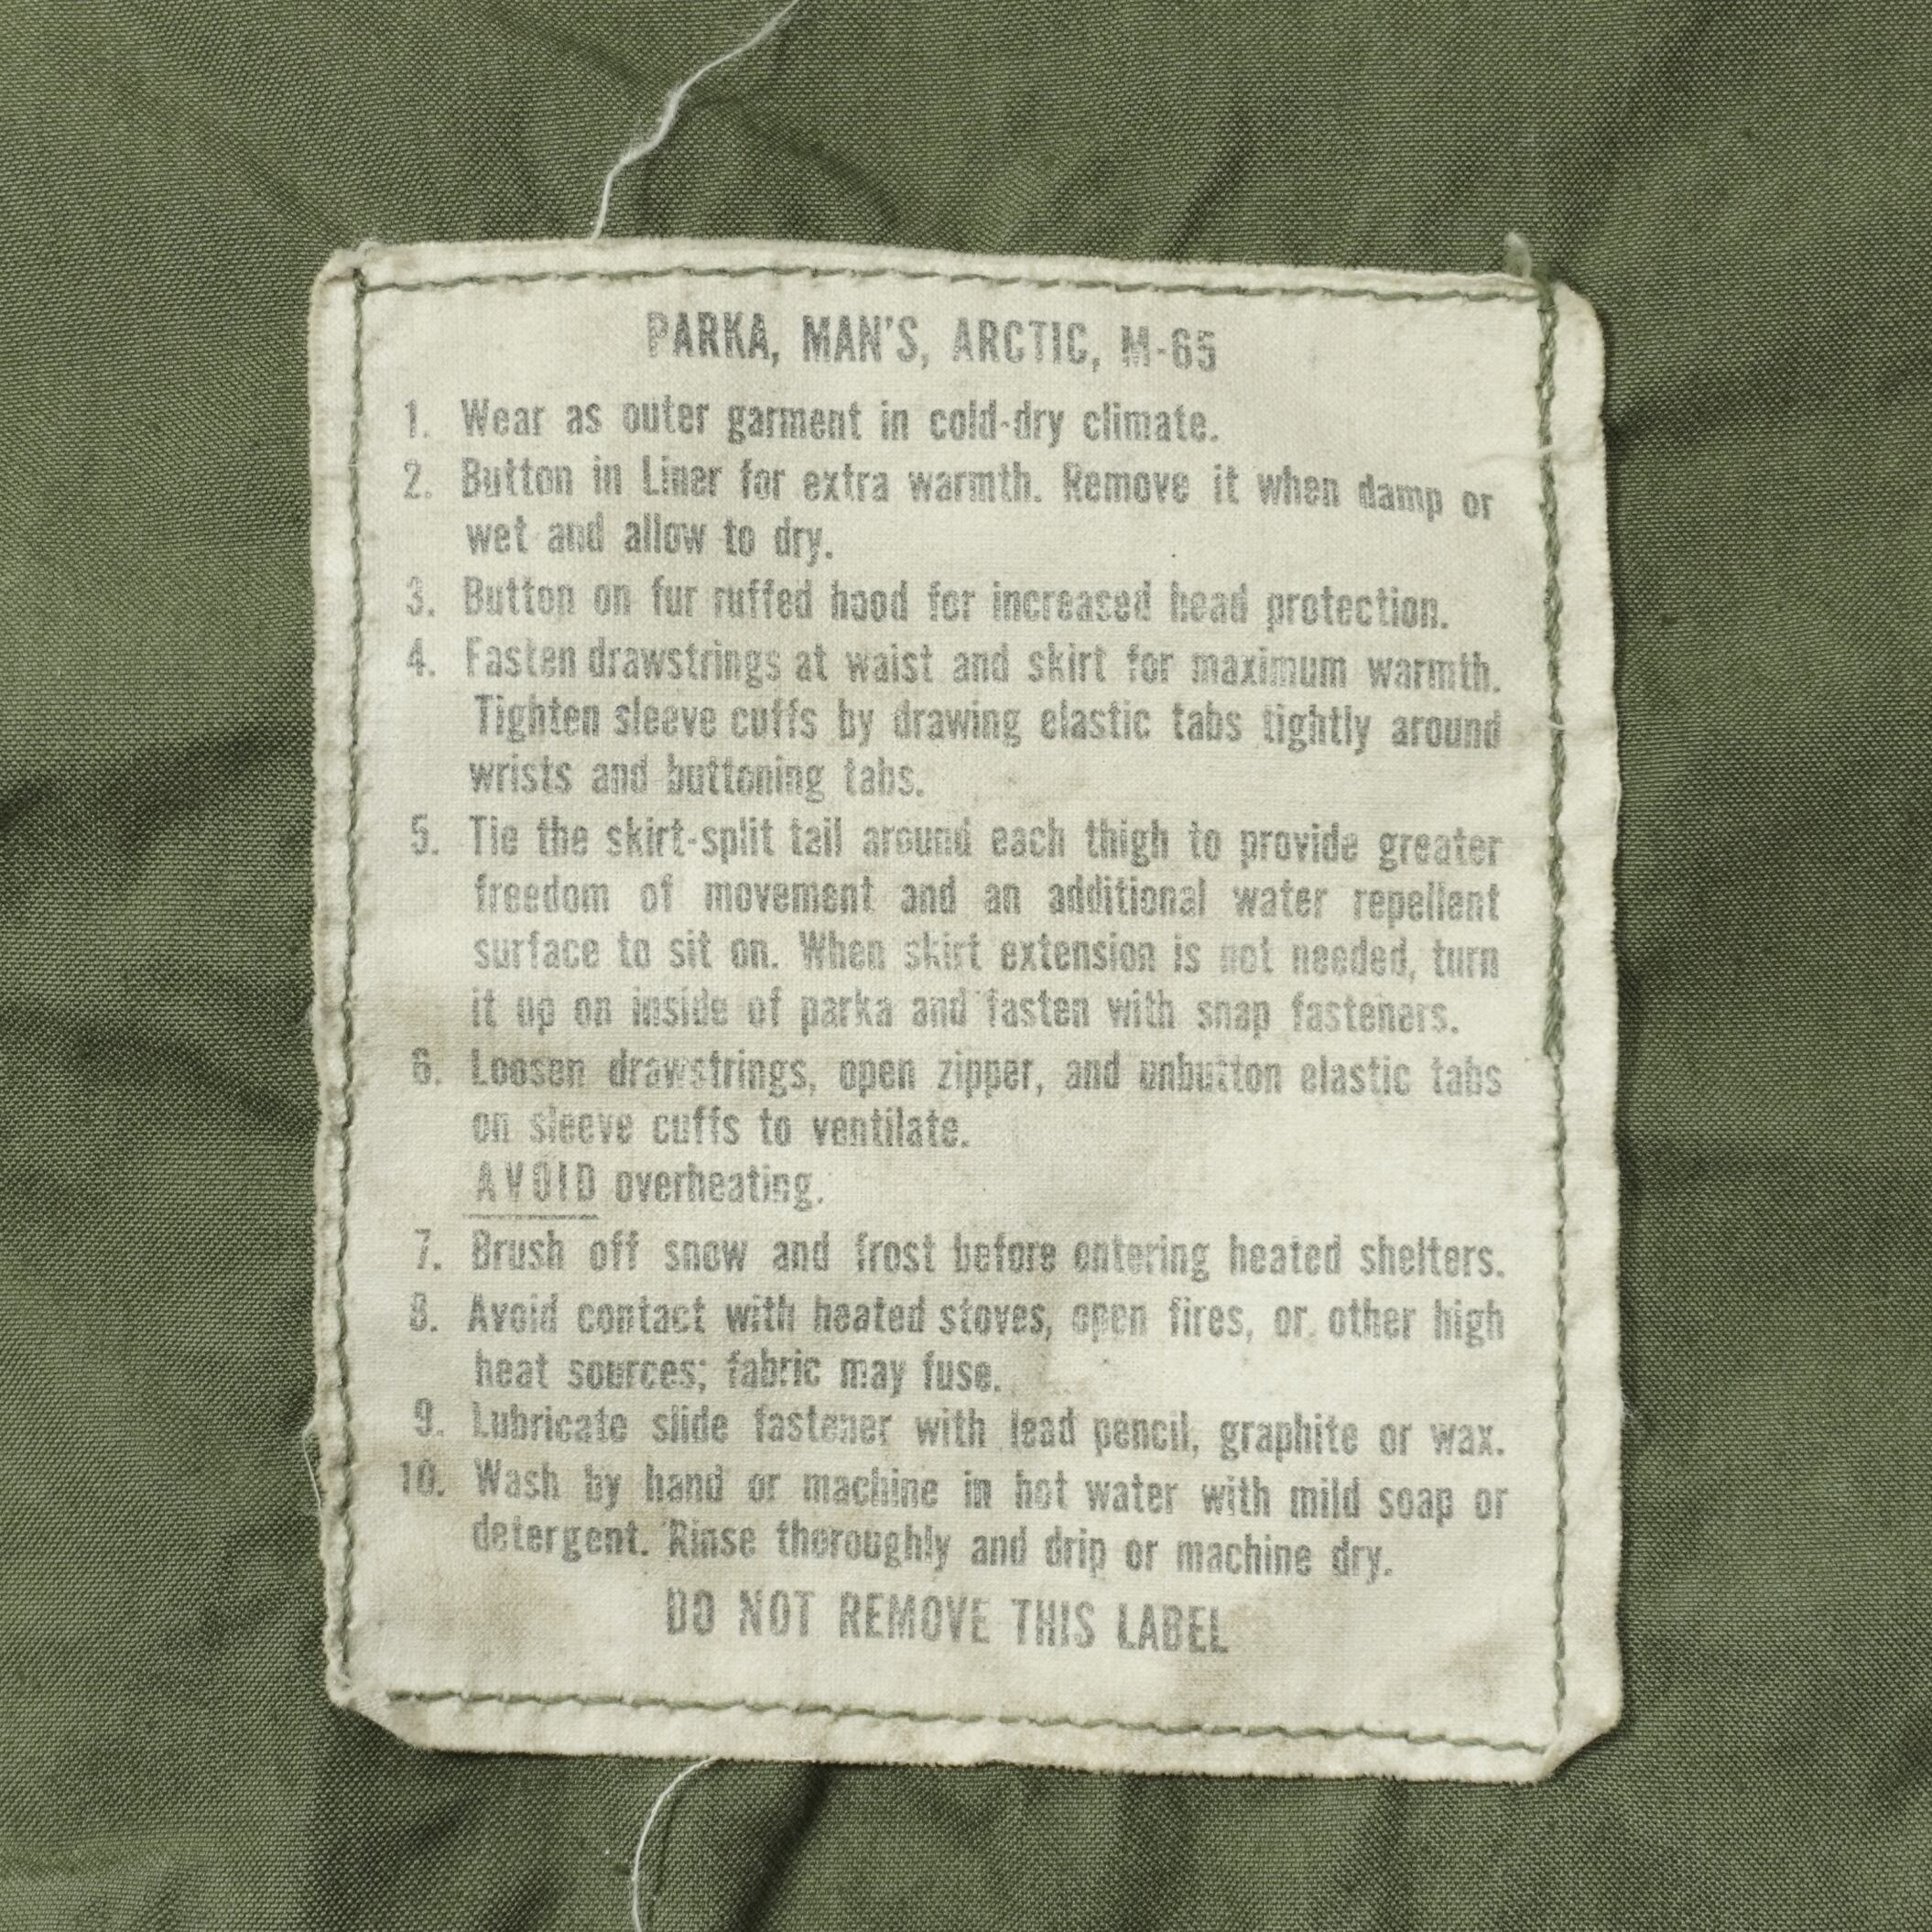 PARKA, MAN'S, ARCTIC, M-65
1. Wear as outer garment in cold-dry climate.
2. Button in Liner for extra warmth. Remove it when damp or
wet and allow to dry.
3. Button on fur ruffed hood for increased head protection.
4. Fasten drawstrings at waist and skirt for maximum warmth.
Tighten sleeve cuffs by drawing elastic tabs tightly around
wrists and buttoning tabs.
5. Tie the skirt-split tail around each thigh to provide greater
freedom of movement and an additional water repellent
surface to sit on. When skirt extension is not needed, turn
it up on inside of parka and fasten with snap fasteners.
6. Loosen drawstrings, open zipper, and unbutton elastic tabs
on sleeve cuffs to ventilate.
AVOID overheating.
7. Brush off snow and frost before entering heated shelters.
8. Avoid contact with heated stoves, open fires, or other high
heat sources; fabric may fuse.
9. Lubricate slide fastener with lead pencil, graphite or wax.
10. Wash by hand or machine in hot water with mild soap or
detergent. Rinse thoroughly and drip or machine dry.
DO NOT REMOVE THIS LABEL